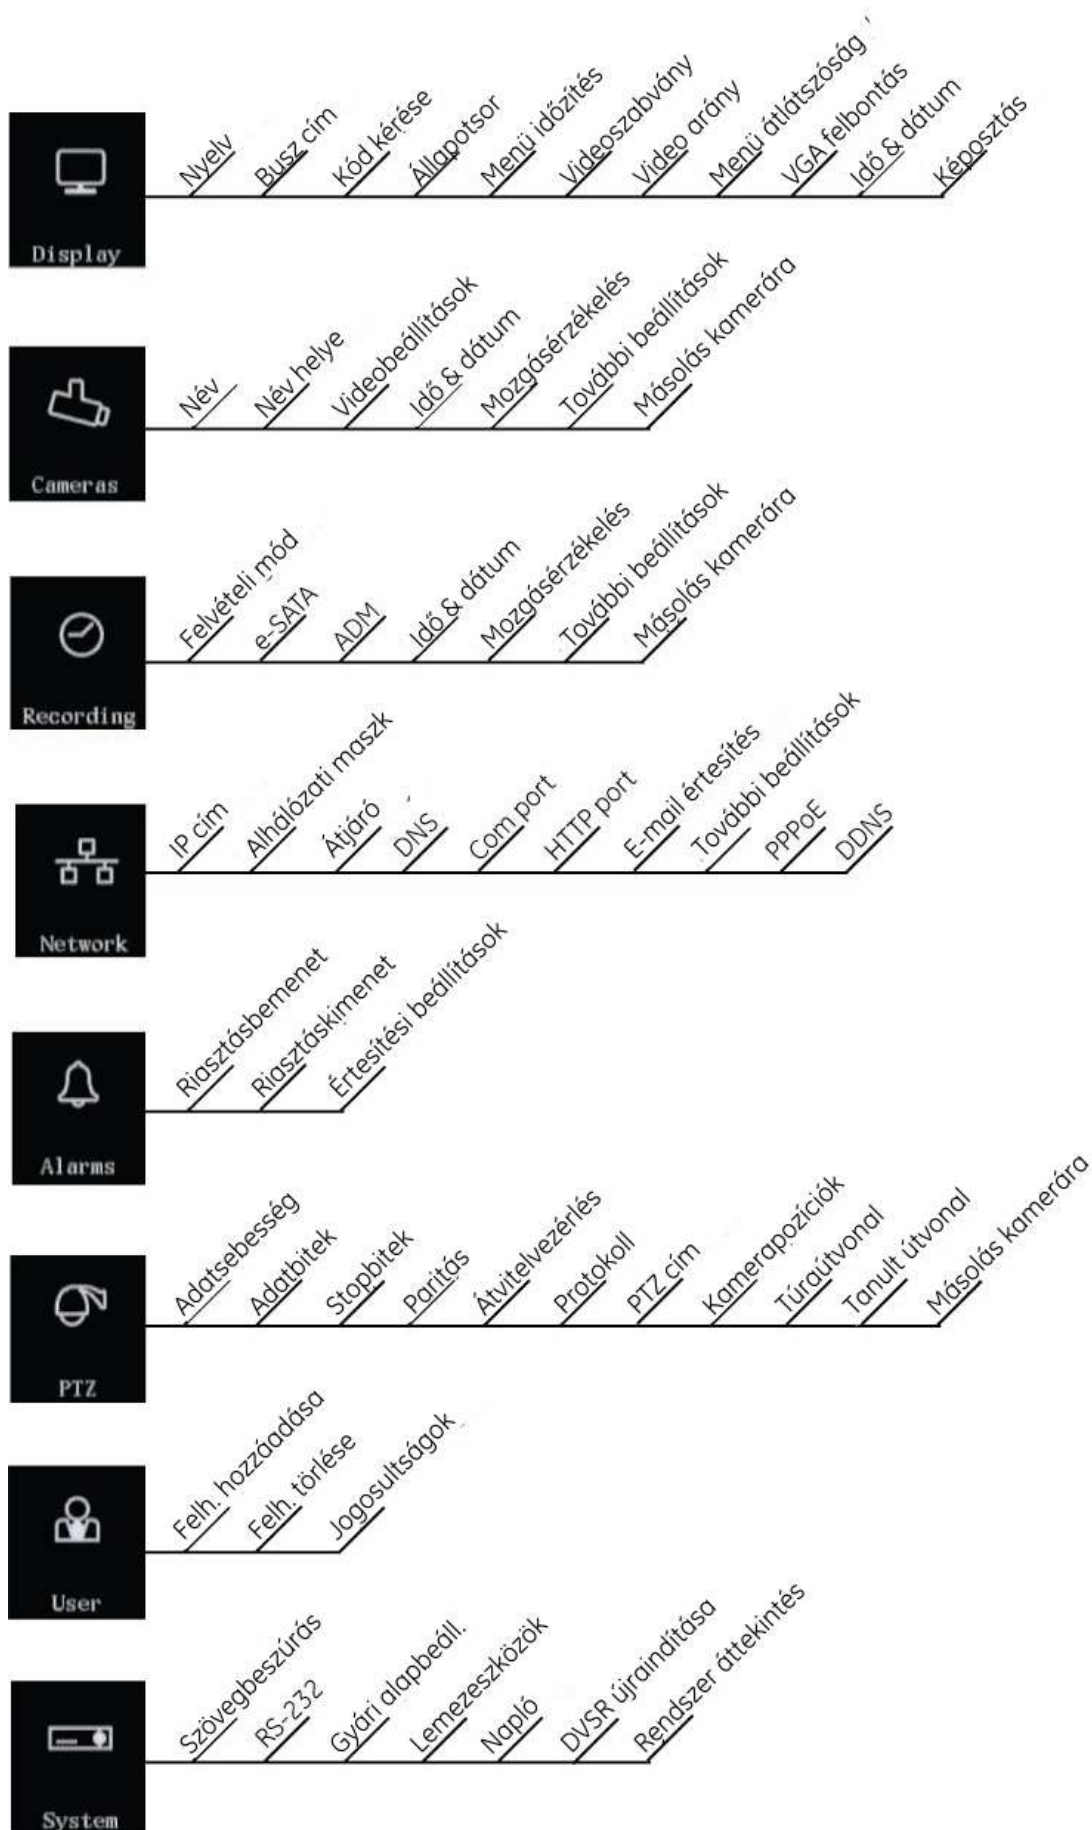 Display
Nyelv
Busz cím
Kód kérése
Állapotsor
Menü időzítés
Videoszabvány
Video arány
Menü átlátszóság
VGA felbontás
Idő & dátum
Képosztás
Cameras
Név
Név helye
Videobeállítások
Idő & dátum
Mozgásérzékelés
További beállítások
Másolás kamerára
Recording
Felvételi mód
e-SATA
ADM
Idő & dátum
Mozgásérzékelés
További beállítások
Másolás kamerára
Network
IP cím
Alhálózati maszk
Átjáró
DNS
Com port
HTTP port
E-mail értesítés
További beállítások
PPPoE
DDNS
Alarms
Riasztásbemenet
Riasztáskimenet
Értesítési beállítások
PTZ
Adatsebesség
Adatbitek
Stopbitek
Paritás
Átvitelvezérlés
Protokoll
PTZ cím
Kamerapozíciók
Túraútvonal
Tanult útvonal
Másolás kamerára
User
Felh. hozzáadása
Felh. törlése
Jogosultságok
System
Szövegbeszúrás
RS-232
Gyári alapbeáll.
Lemezeszközök
Napló
DVSR újraindítása
Rendszer áttekintés